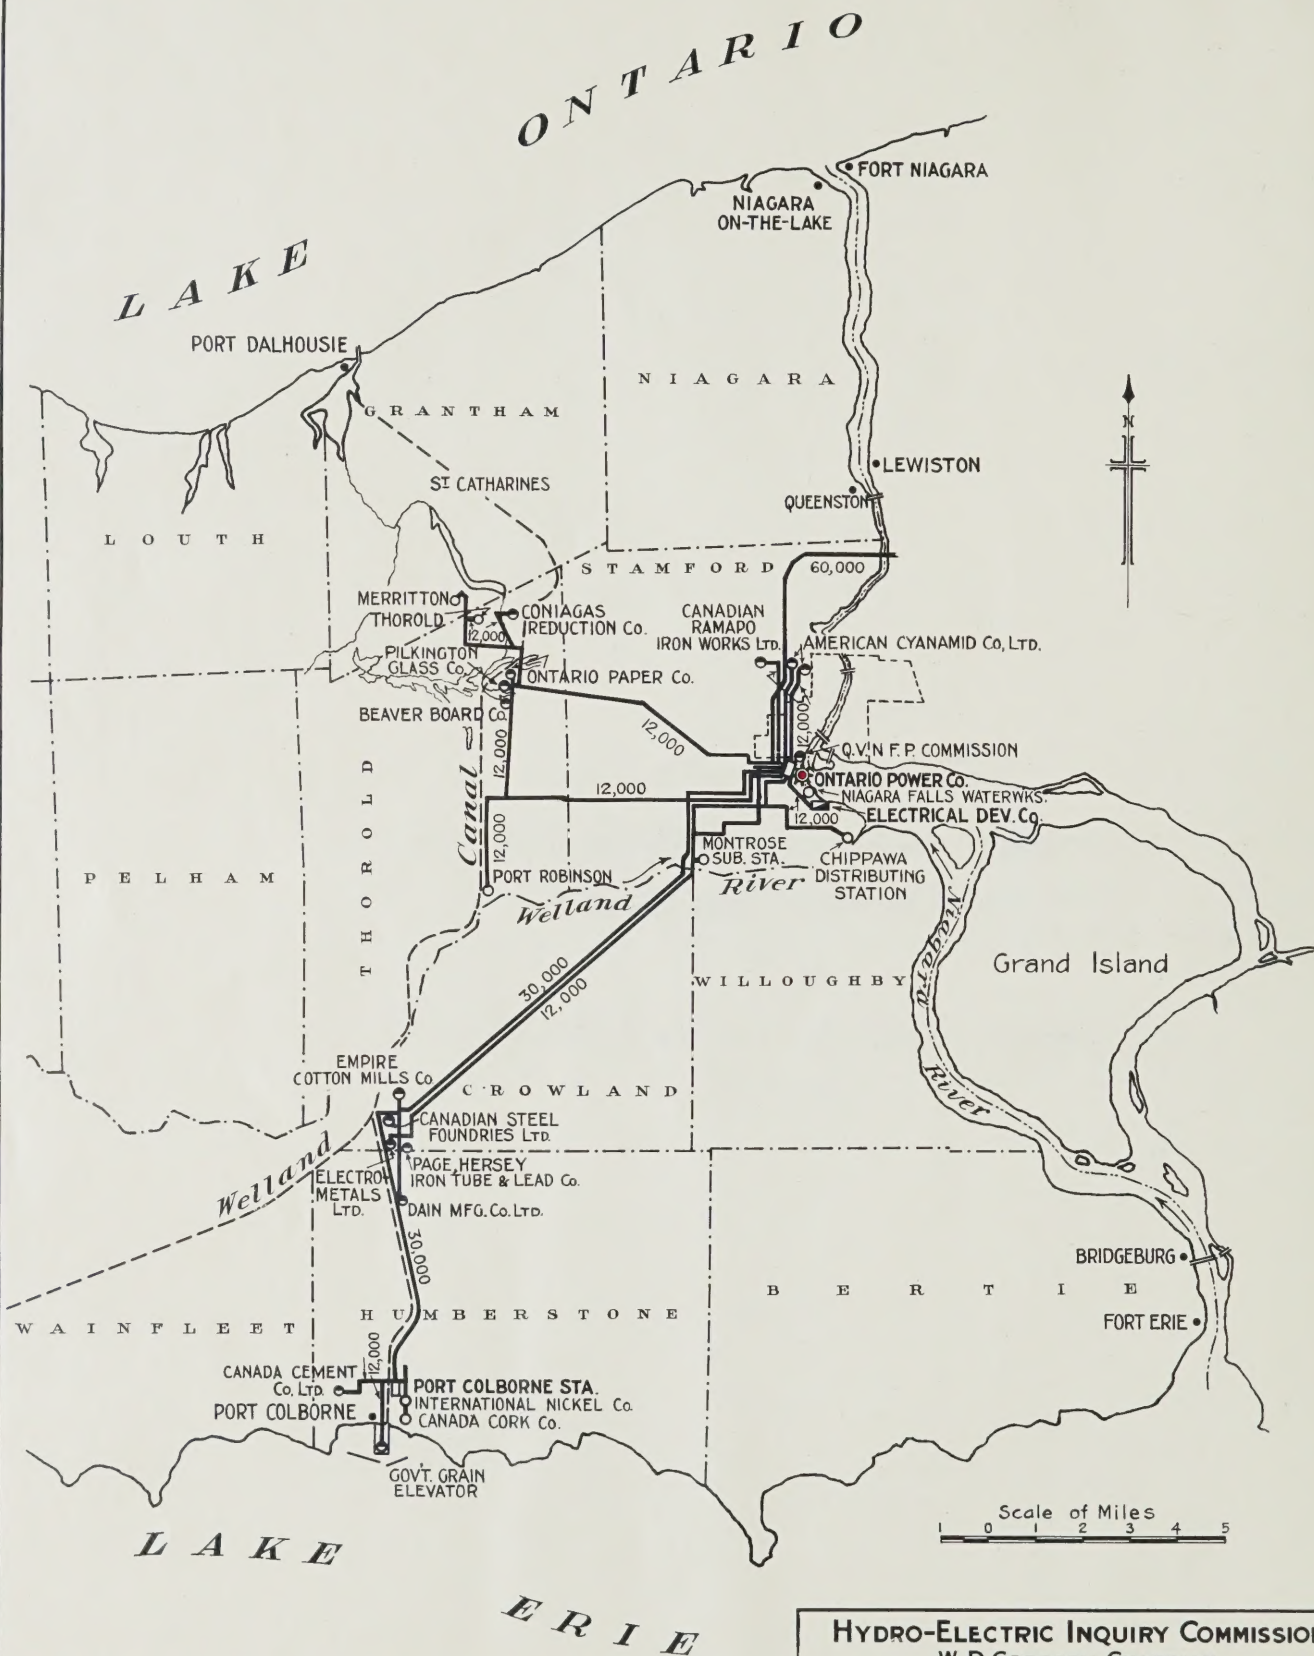 ONTARIO
FORT NIAGARA
NIAGARA
ON-THE-LAKE
LAKE
PORT DALHOUSIE
NIAGARA
GRANTHAM
N
LEWISTON
ST CATHARINES
QUEENSTON
LOUTH
STAMFORD
60,000
MERRITTON
THOROLD
12,000
CONIAGAS
REDUCTION Co.
CANADIAN
RAMAPO
IRON WORKS LTD.
AMERICAN CYANAMID Co, LTD.
PILKINGTON
GLASS Co.
ONTARIO PAPER Co.
BEAVER BOARD Co.
12,000
12,000
12,000
Q.V.N F.P. COMMISSION
ONTARIO POWER Co.
NIAGARA FALLS WATERWKS.
ELECTRICAL DEV. Co.
12,000
12,000
THOROLD
Canal
12,000
MONTROSE
SUB. STA.
CHIPPAWA
DISTRIBUTING
STATION
PELHAM
PORT ROBINSON
Welland
River
Niagara
River
Grand Island
WILLOUGHBY
30,000
12,000
EMPIRE
COTTON MILLS Co.
CROWLAND
CANADIAN STEEL
FOUNDRIES LTD.
Welland
ELECTRO-
METALS
LTD.
PAGE, HERSEY
IRON TUBE & LEAD Co.
DAIN MFG. Co. LTD.
30,000
BRIDGEBURG
BERTIE
WAINFLEET
HUMBERSTONE
FORT ERIE
12,000
CANADA CEMENT
Co. LTD.
PORT COLBORNE STA.
INTERNATIONAL NICKEL Co.
PORT COLBORNE
CANADA CORK Co.
GOV'T. GRAIN
ELEVATOR
Scale of Miles
1 0 1 2 3 4 5
LAKE
ERIE
HYDRO-ELECTRIC INQUIRY COMMISSION